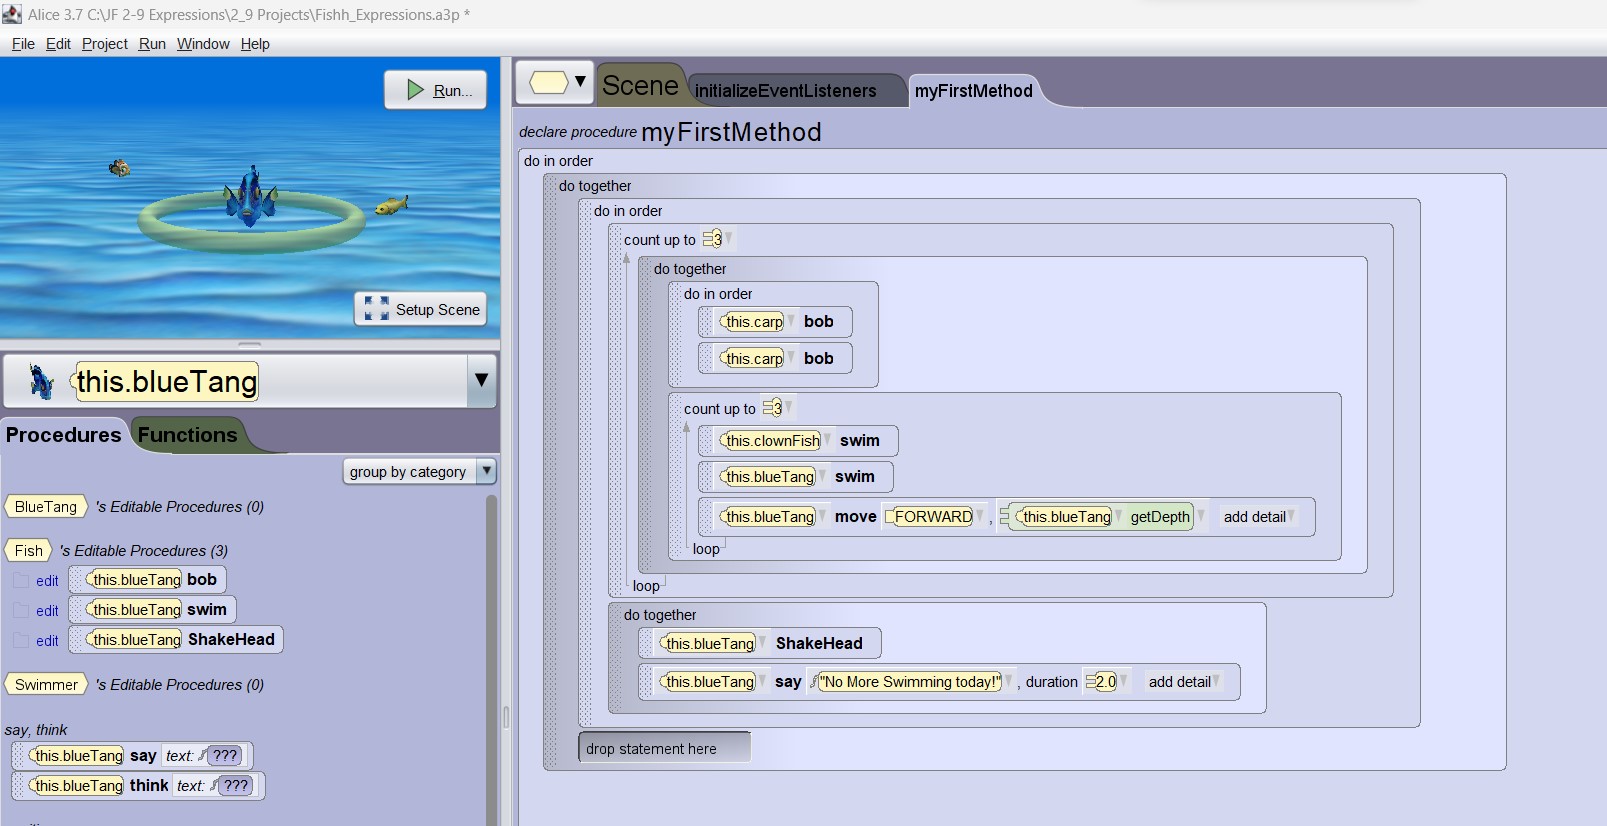 Alice 3.7 C:\JF 2-9 Expressions\2_9 Projects\Fishh_Expressions.a3p *
File Edit Project Run Window Help
Run...
Setup Scene
this.blueTang
Procedures Functions
group by category
BlueTang 's Editable Procedures (0)
Fish 's Editable Procedures (3)
edit this.blueTang bob
edit this.blueTang swim
edit this.blueTang ShakeHead
Swimmer 's Editable Procedures (0)
say, think
this.blueTang say text: ???
this.blueTang think text: ???
Scene initializeEventListeners myFirstMethod
declare procedure myFirstMethod
do in order
do together
do in order
count up to 3
do together
do in order
this.carp bob
this.carp bob
count up to 3
this.clownFish swim
this.blueTang swim
this.blueTang move FORWARD , this.blueTang getDepth add detail
loop
loop
do together
this.blueTang ShakeHead
this.blueTang say "No More Swimming today!" , duration 2.0 add detail
drop statement here